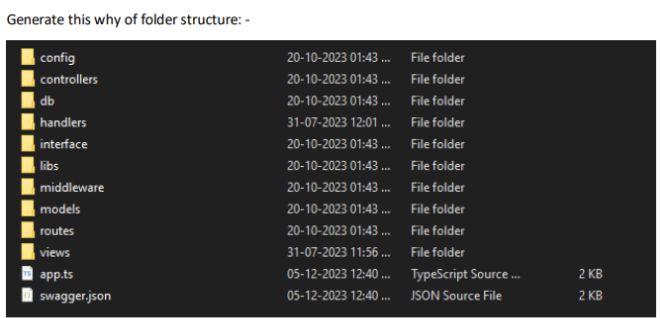 Generate this why of folder structure: -
config 20-10-2023 01:43 ... File folder
controllers 20-10-2023 01:43 ... File folder
db 20-10-2023 01:43 ... File folder
handlers 31-07-2023 12:01 ... File folder
interface 20-10-2023 01:43 ... File folder
libs 20-10-2023 01:43 ... File folder
middleware 20-10-2023 01:43 ... File folder
models 20-10-2023 01:43 ... File folder
routes 20-10-2023 01:43 ... File folder
views 31-07-2023 11:56 ... File folder
app.ts 05-12-2023 12:40 ... TypeScript Source ... 2 KB
swagger.json 05-12-2023 12:40 ... JSON Source File 2 KB